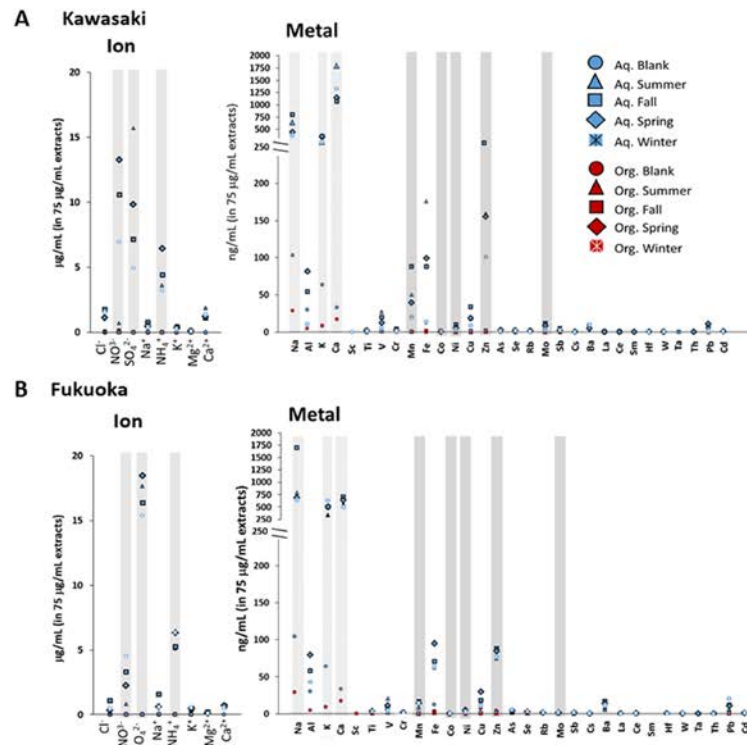 A Kawasaki
Ion
Metal
µg/mL (in 75 µg/mL extracts)
20
15
10
5
0
Cl⁻
NO³⁻
SO₄²⁻
Na⁺
NH₄⁺
K⁺
Mg²⁺
Ca²⁺
ng/mL (in 75 µg/mL extracts)
2000
1750
1500
1250
1000
750
500
250
200
150
100
50
0
Na
Al
K
Ca
Sc
Ti
V
Cr
Mn
Fe
Co
Ni
Cu
Zn
As
Se
Rb
Mo
Sb
Cs
Ba
La
Ce
Sm
Hf
W
Ta
Th
Pb
Cd
Aq. Blank
Aq. Summer
Aq. Fall
Aq. Spring
Aq. Winter
Org. Blank
Org. Summer
Org. Fall
Org. Spring
Org. Winter
B Fukuoka
Ion
Metal
µg/mL (in 75 µg/mL extracts)
20
15
10
5
0
Cl⁻
NO³⁻
O₄²⁻
Na⁺
NH₄⁺
K⁺
Mg²⁺
Ca²⁺
ng/mL (in 75 µg/mL extracts)
2000
1750
1500
1250
1000
750
500
250
250
200
150
100
50
0
Na
Al
K
Ca
Sc
Ti
V
Cr
Mn
Fe
Co
Ni
Cu
Zn
As
Se
Rb
Mo
Sb
Cs
Ba
La
Ce
Sm
Hf
W
Ta
Th
Pb
Cd